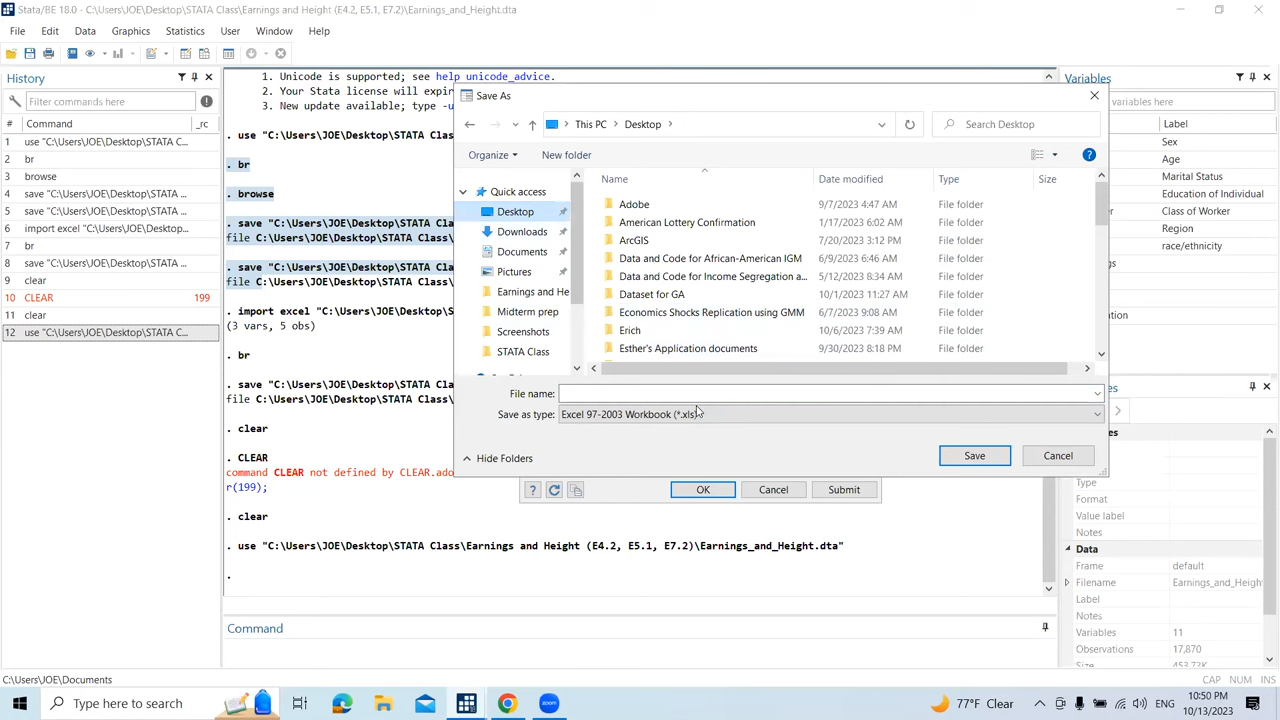 Stata/BE 18.0 - C:\Users\JOE\Desktop\STATA Class\Earnings and Height (E4.2, E5.1, E7.2)\Earnings_and_Height.dta
File Edit Data Graphics Statistics User Window Help
History
Filter commands here
# Command _rc
1 use "C:\Users\JOE\Desktop\STATA C...
2 br
3 browse
4 save "C:\Users\JOE\Desktop\STATA ...
5 save "C:\Users\JOE\Desktop\STATA ...
6 import excel "C:\Users\JOE\Desktop...
7 br
8 save "C:\Users\JOE\Desktop\STATA ...
9 clear
10 CLEAR 199
11 clear
12 use "C:\Users\JOE\Desktop\STATA C...
1. Unicode is supported; see help unicode_advice.
2. Your Stata license will expir
3. New update available; type -u
. use "C:\Users\JOE\Desktop\STATA Clas
. br
. browse
. save "C:\Users\JOE\Desktop\STATA Cla
file C:\Users\JOE\Desktop\STATA Class\
. save "C:\Users\JOE\Desktop\STATA Cla
file C:\Users\JOE\Desktop\STATA Class\
. import excel "C:\Users\JOE\Desktop\S
(3 vars, 5 obs)
. br
. save "C:\Users\JOE\Desktop\STATA Cla
file C:\Users\JOE\Desktop\STATA Class\
. clear
. CLEAR
command CLEAR not defined by CLEAR.ado
r(199);
. clear
. use "C:\Users\JOE\Desktop\STATA Class\Earnings and Height (E4.2, E5.1, E7.2)\Earnings_and_Height.dta"
.
Command
Save As
This PC Desktop
Search Desktop
Organize New folder
Quick access
Desktop
Downloads
Documents
Pictures
Earnings and He
Midterm prep
Screenshots
STATA Class
Name Date modified Type Size
Adobe 9/7/2023 4:47 AM File folder
American Lottery Confirmation 1/17/2023 6:02 AM File folder
ArcGIS 7/20/2023 3:12 PM File folder
Data and Code for African-American IGM 6/9/2023 6:46 AM File folder
Data and Code for Income Segregation a... 5/12/2023 8:34 AM File folder
Dataset for GA 10/1/2023 11:27 AM File folder
Economics Shocks Replication using GMM 6/7/2023 9:08 AM File folder
Erich 10/6/2023 7:39 AM File folder
Esther's Application documents 9/30/2023 8:18 PM File folder
File name:
Save as type: Excel 97-2003 Workbook (*.xls)
Hide Folders
Save Cancel
? OK Cancel Submit
Variables
variables here
Label
Sex
Age
Marital Status
Education of Individual
Class of Worker
Region
race/ethnicity
Type
Format
Value label
Notes
Data
Frame default
Filename Earnings_and_Heigh
Label
Notes
Variables 11
Observations 17,870
Size 453.73K
C:\Users\JOE\Documents
CAP NUM INS
Type here to search
zoom
77°F Clear
ENG
10:50 PM
10/13/2023